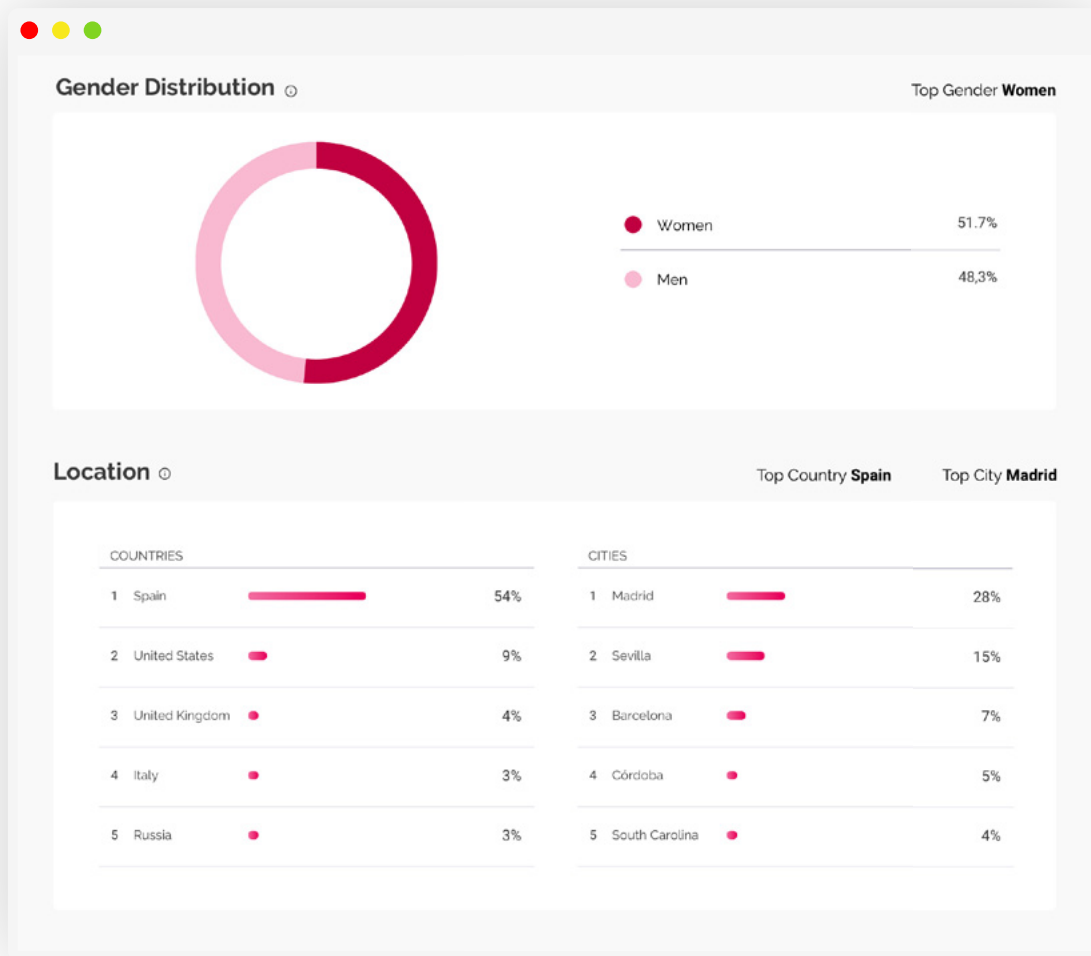 Gender Distribution
Top Gender Women
Women 51.7%
Men 48,3%
Location
Top Country Spain Top City Madrid
COUNTRIES
1 Spain 54%
2 United States 9%
3 United Kingdom 4%
4 Italy 3%
5 Russia 3%
CITIES
1 Madrid 28%
2 Sevilla 15%
3 Barcelona 7%
4 Córdoba 5%
5 South Carolina 4%